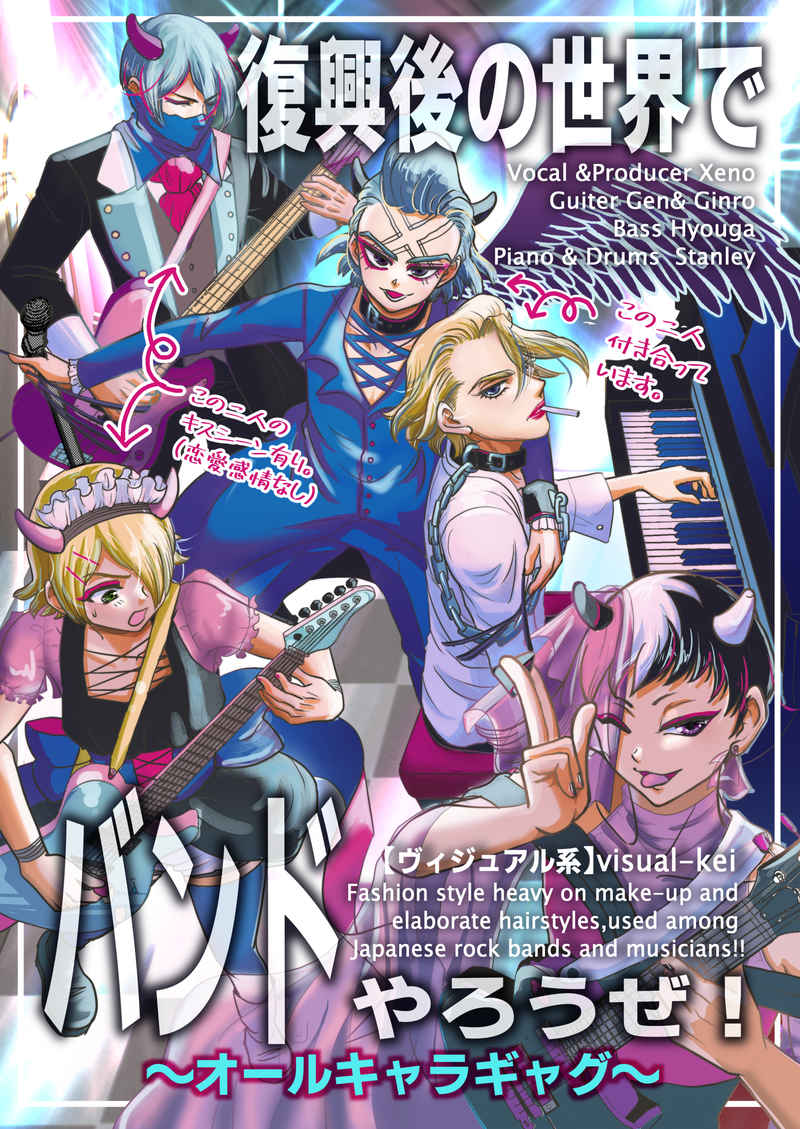 復興後の世界で
Vocal &Producer Xeno
Guiter Gen& Ginro
Bass Hyouga
Piano & Drums Stanley
この二人
付き合って
います。
この二人の
キスシーン有り。
(恋愛感情なし)
【ヴィジュアル系】visual-kei
Fashion style heavy on make-up and
elaborate hairstyles,used among
Japanese rock bands and musicians!!
バンド
やろうぜ！
〜オールキャラギャグ〜